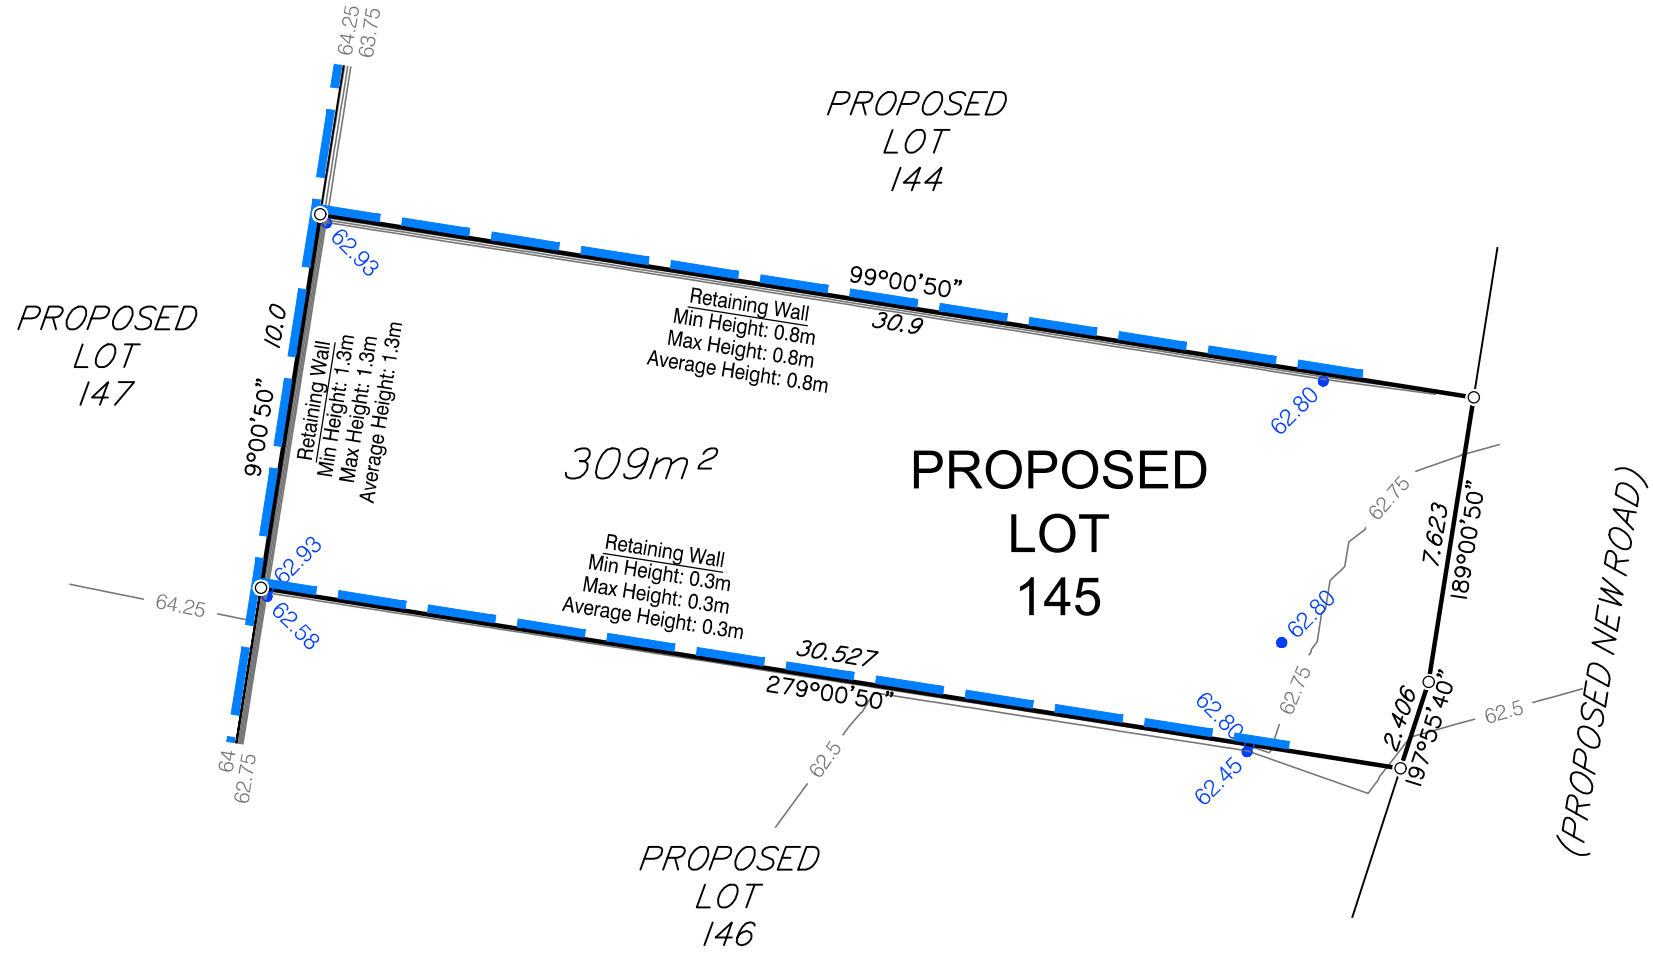 64.25
63.75
PROPOSED
LOT
144
62.93
99°00'50"
30.9
Retaining Wall
Min Height: 0.8m
Max Height: 0.8m
Average Height: 0.8m
PROPOSED
LOT
147
10.0
9°00'50"
Retaining Wall
Min Height: 1.3m
Max Height: 1.3m
Average Height: 1.3m
62.80
309m²
PROPOSED
LOT
145
62.75
7.623
189°00'50"
(PROPOSED NEW ROAD)
62.93
62.58
64.25
Retaining Wall
Min Height: 0.3m
Max Height: 0.3m
Average Height: 0.3m
30.527
279°00'50"
62.80
62.75
62.80
62.45
2.406
197°55'40"
62.5
62.5
64
62.75
PROPOSED
LOT
146